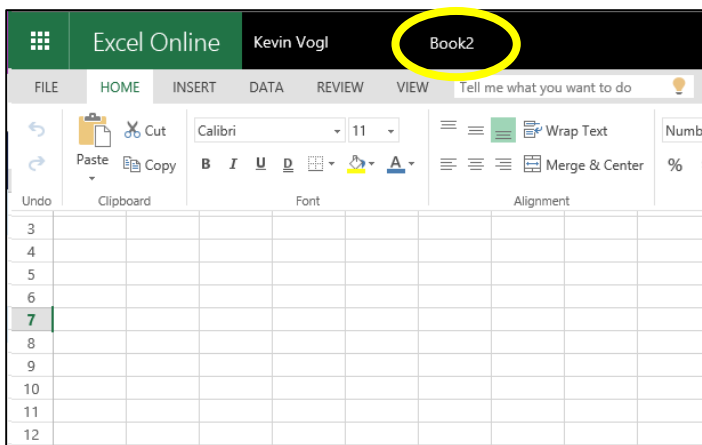 Excel Online Kevin Vogl Book2
FILE HOME INSERT DATA REVIEW VIEW Tell me what you want to do
Cut Calibri 11 Wrap Text Numb
Paste Copy B I U D A Merge & Center %
Undo Clipboard Font Alignment
3
4
5
6
7
8
9
10
11
12